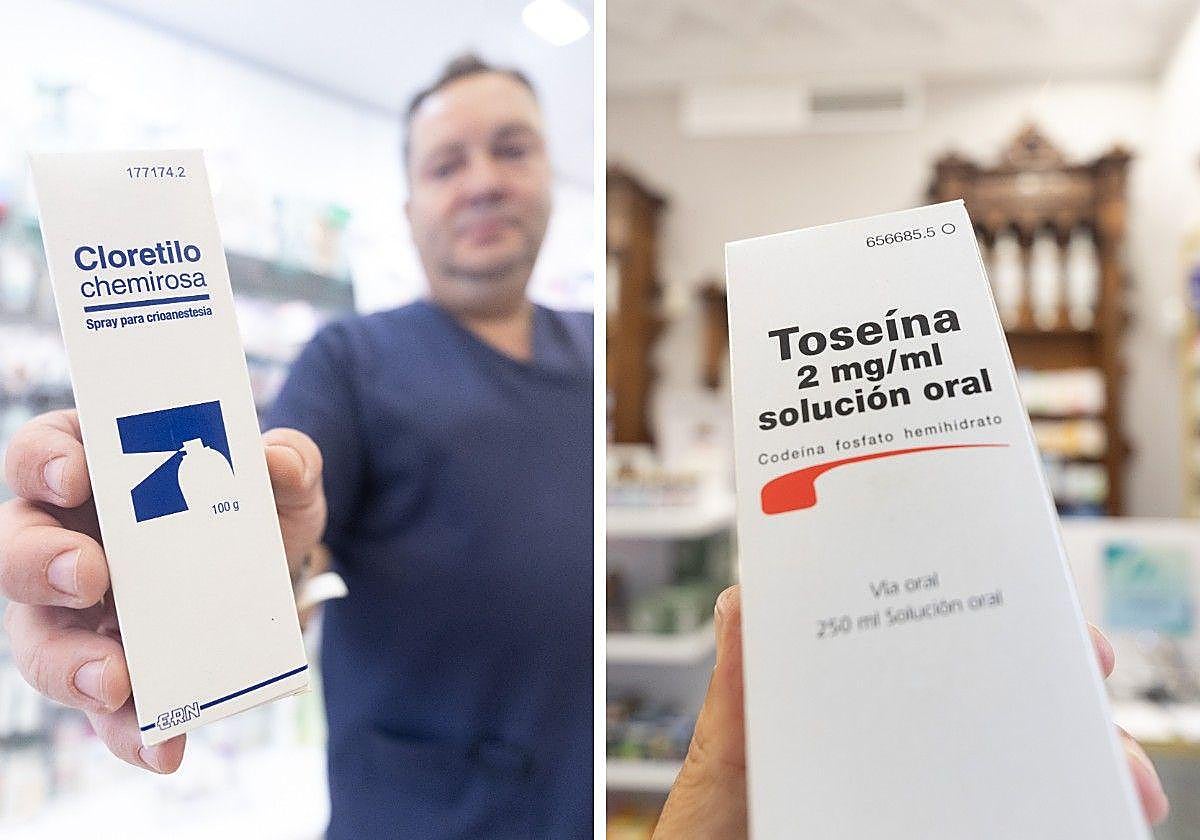 177174.2
Cloretilo
chemirosa
Spray para crioanestesia
100 g
ERN
656685.5 O
Toseína
2 mg/ml
solución oral
Codeína fosfato hemihidrato
Vía oral
250 ml Solución oral